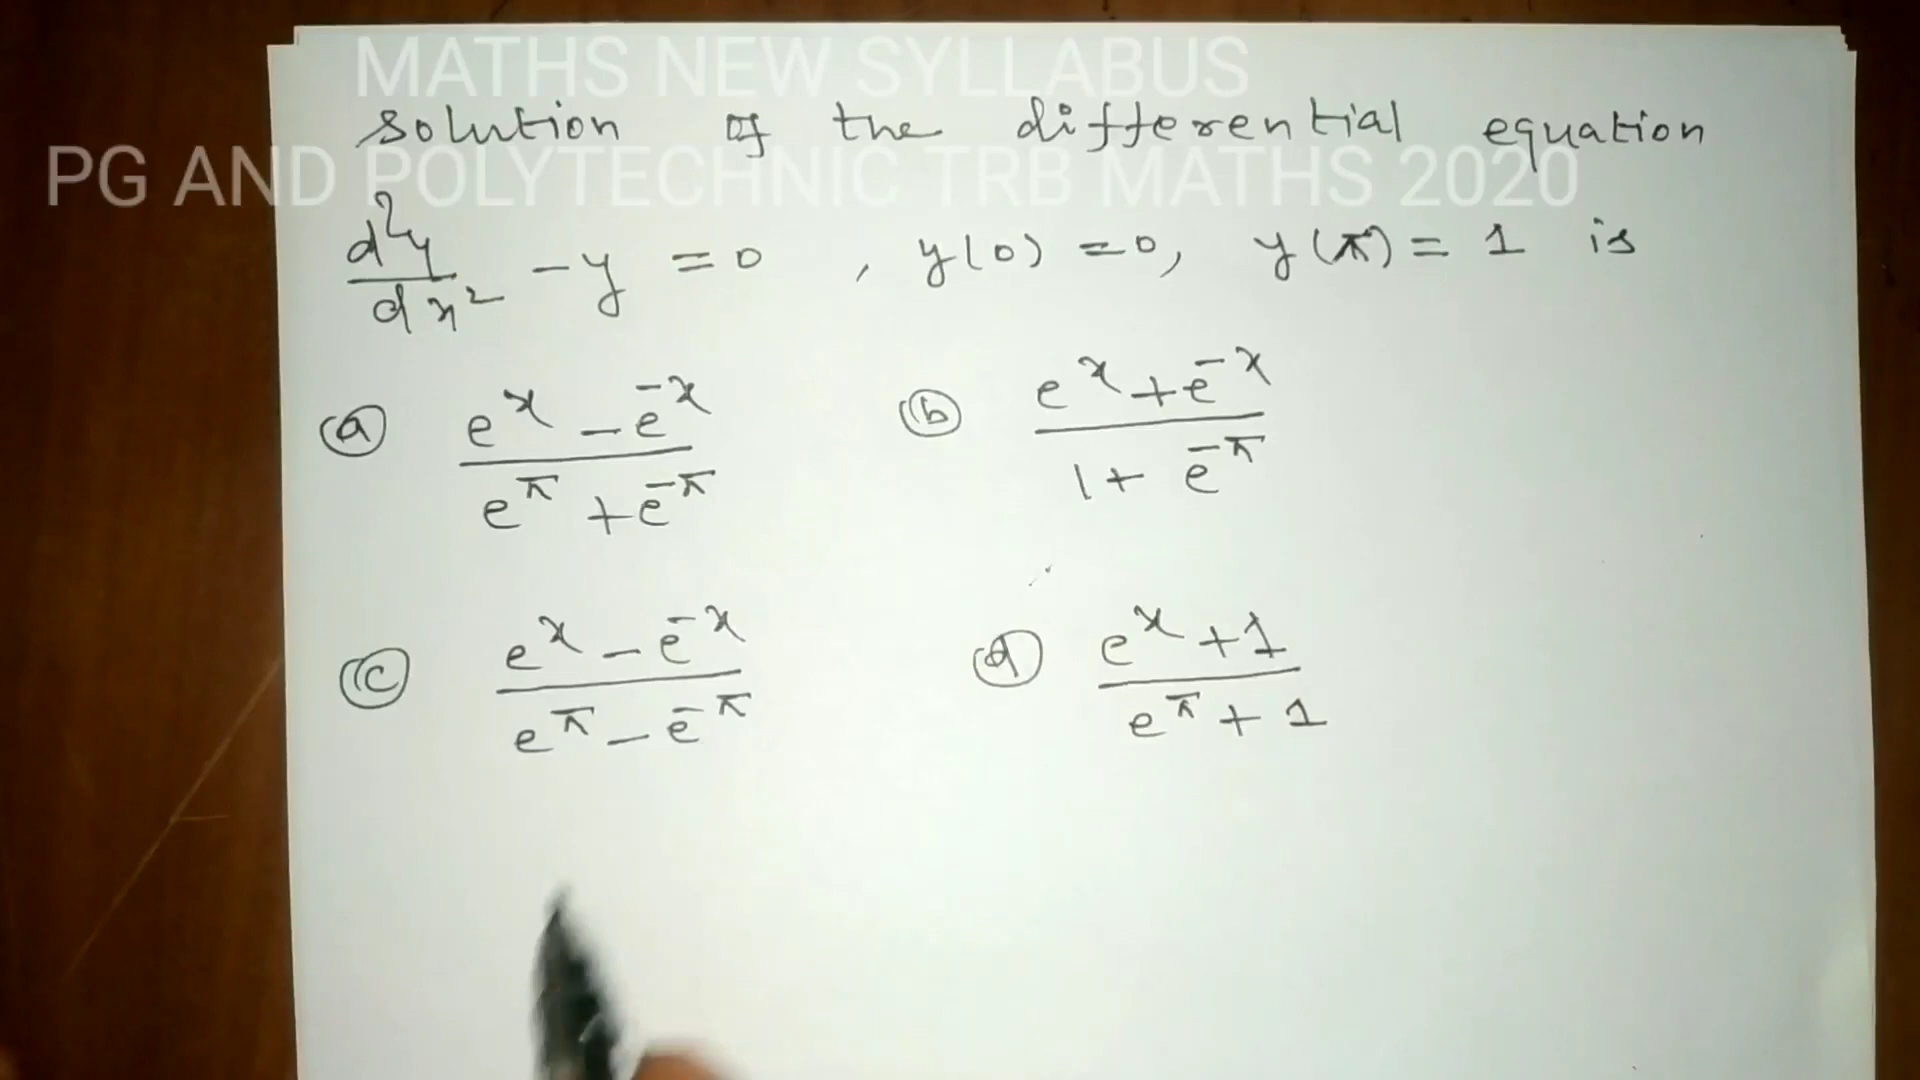 MATHS NEW SYLLABUS
solution of the differential equation
PG AND POLYTECHNIC TRB MATHS 2020
d²y/dx² - y = 0 , y(0) = 0, y(π) = 1 is
(a) (e^x - e^-x)/(e^π + e^-π) (b) (e^x + e^-x)/(1 + e^-π)
(c) (e^x - e^-x)/(e^π - e^-π) (d) (e^x + 1)/(e^π + 1)